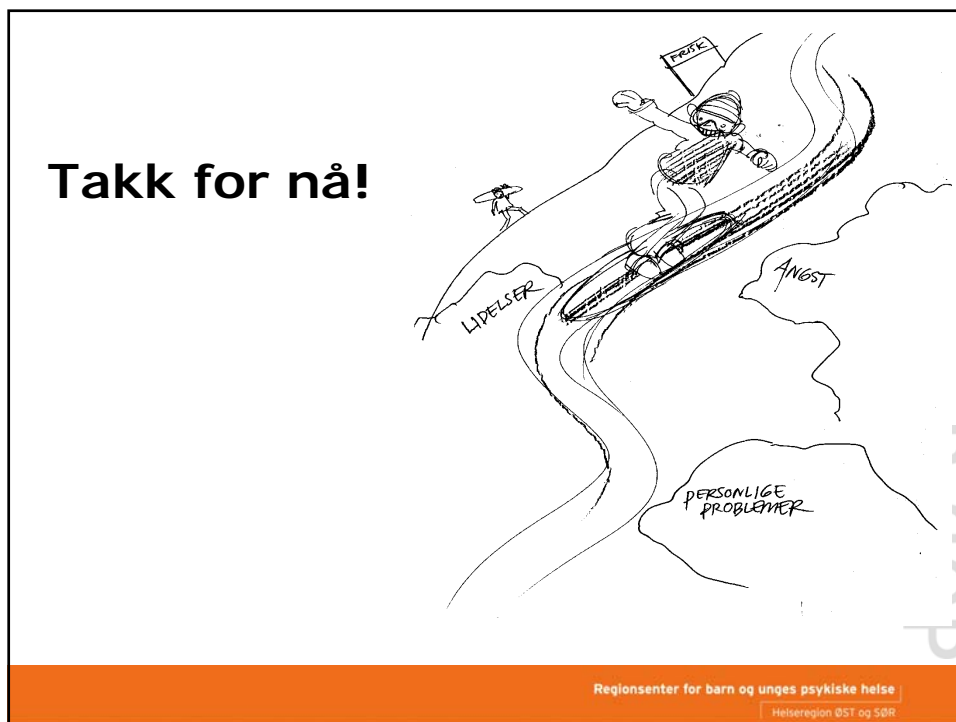 Takk for nå!
FRISK
LIDELSER
ANGST
PERSONLIGE
PROBLEMER
Regionsenter for barn og unges psykiske helse
Helseregion ØST og SØR